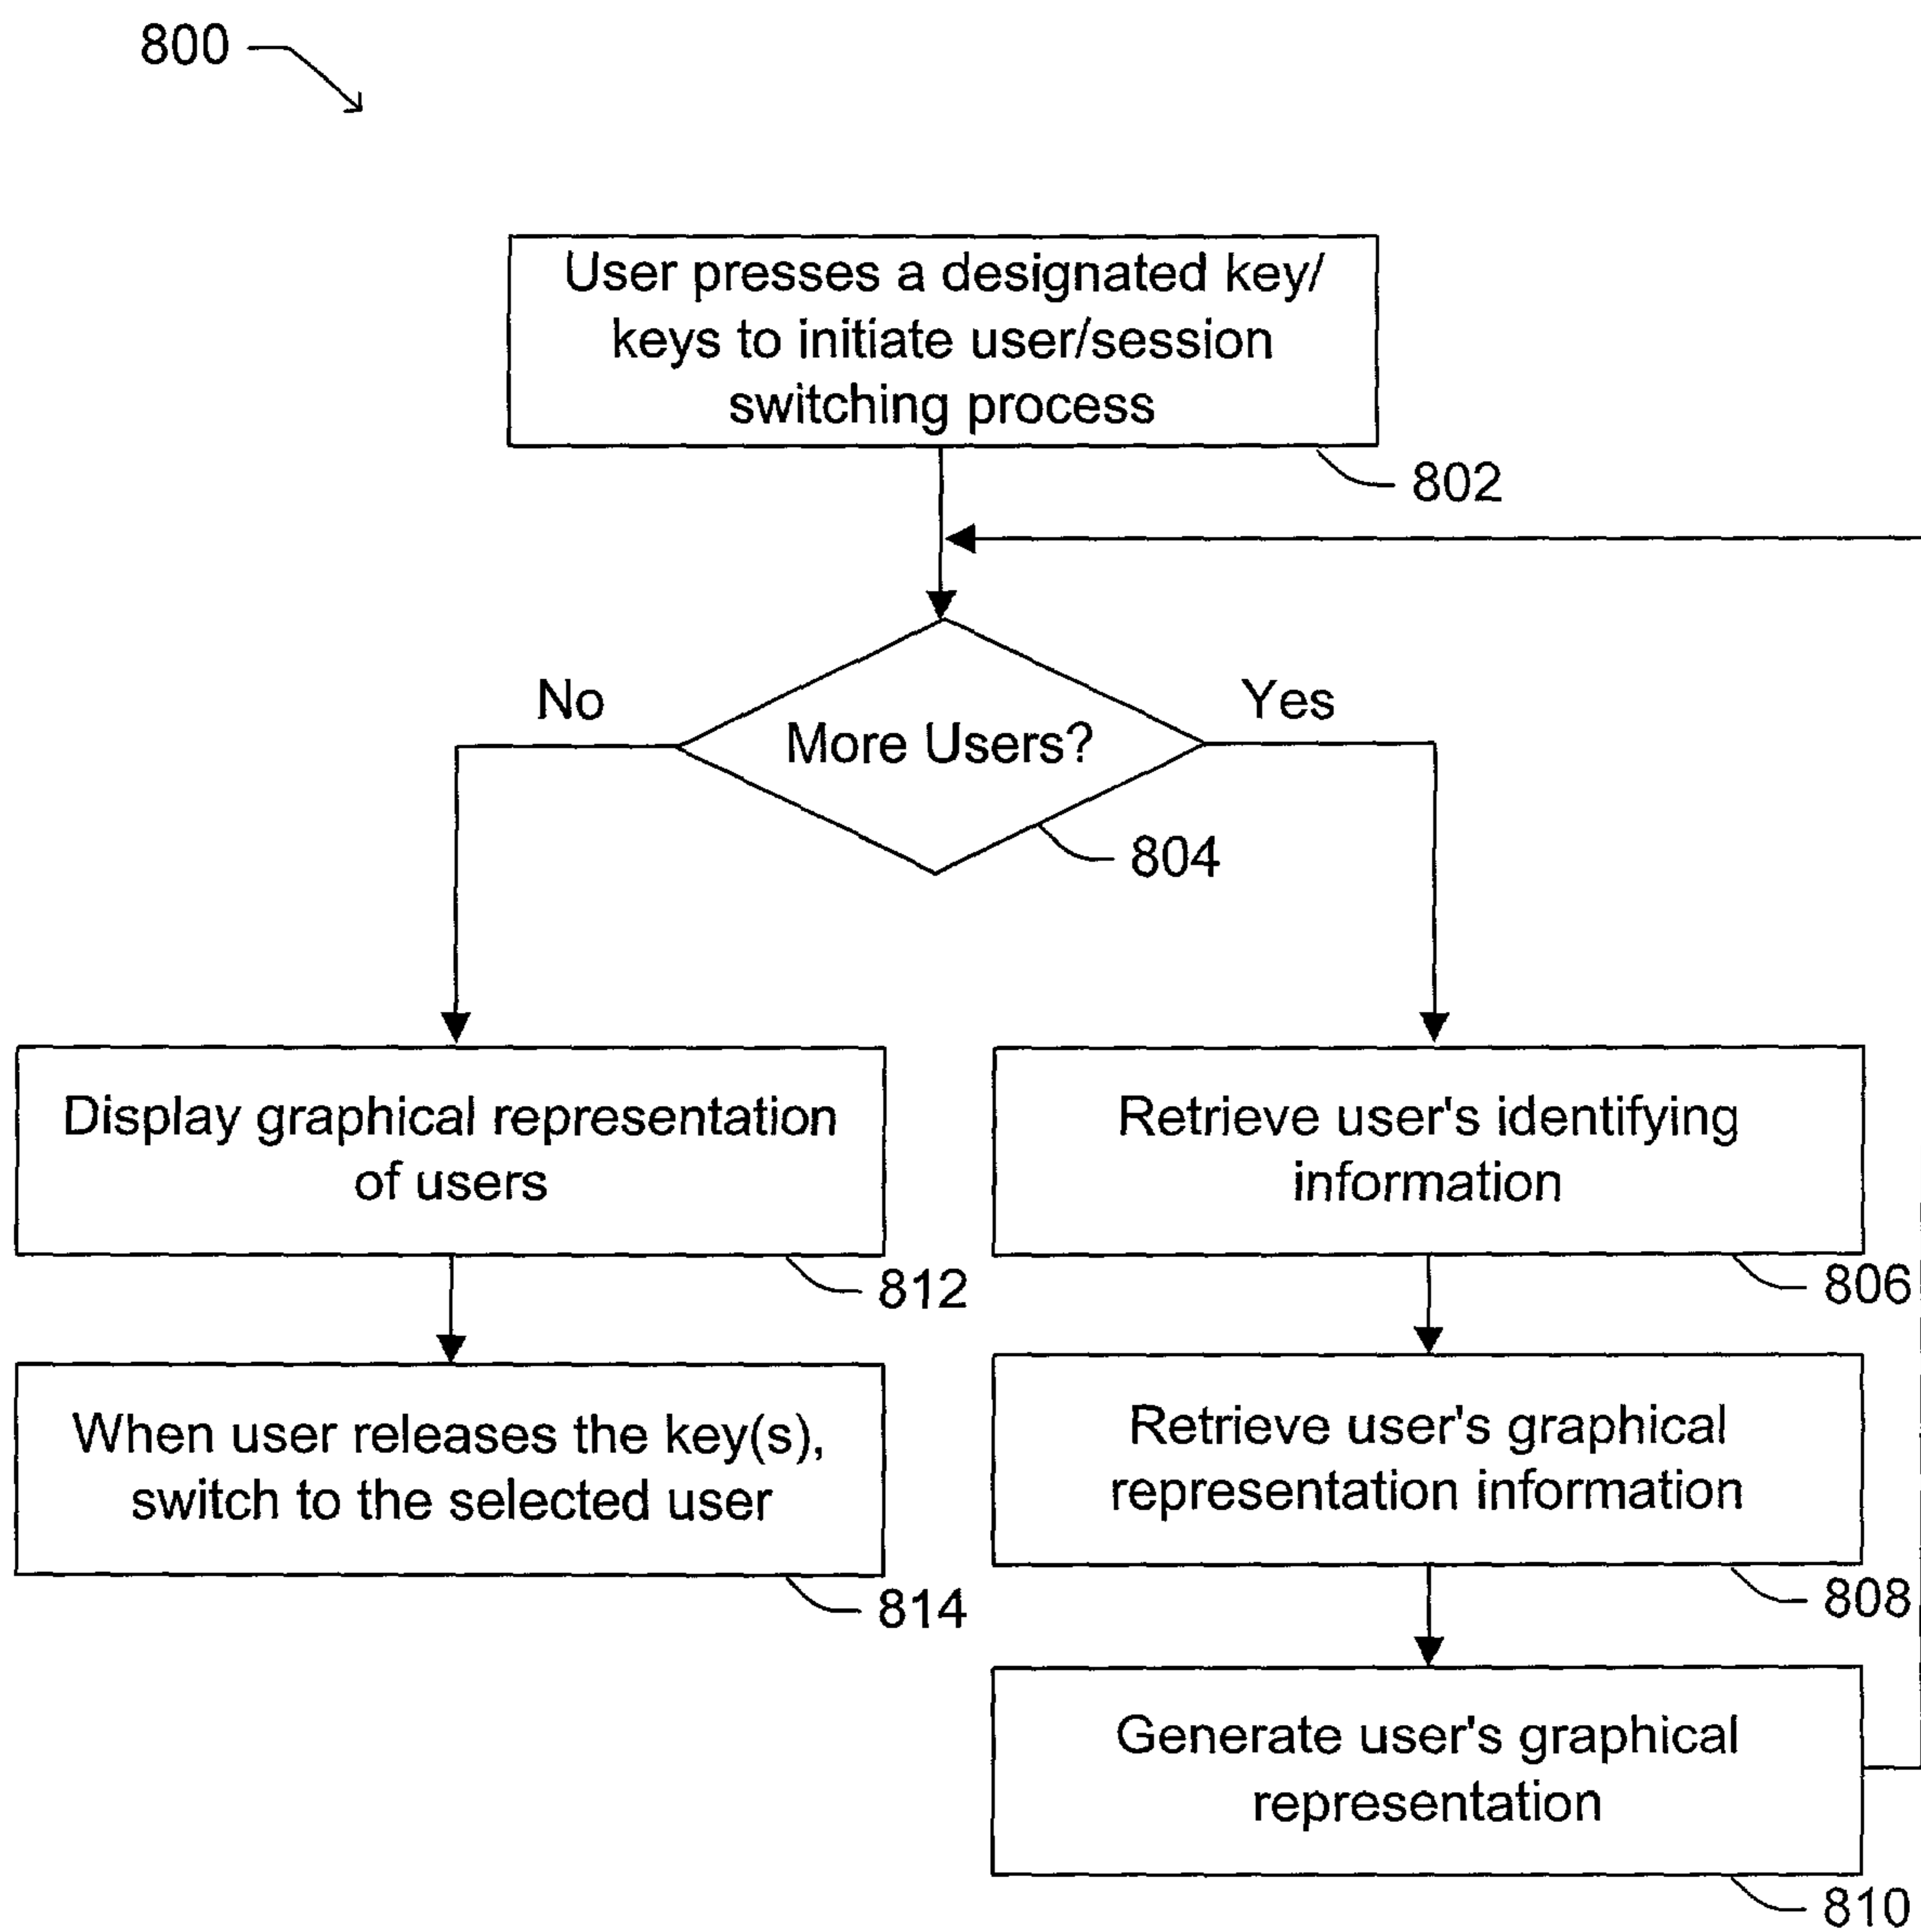 800
User presses a designated key/
keys to initiate user/session
switching process
802
No
Yes
More Users?
804
Display graphical representation
of users
812
Retrieve user's identifying
information
806
When user releases the key(s),
switch to the selected user
814
Retrieve user's graphical
representation information
808
Generate user's graphical
representation
810